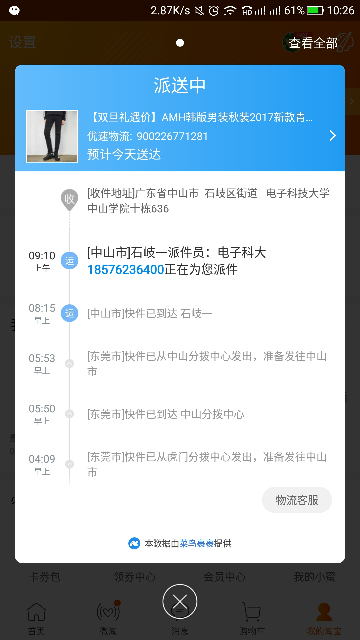 2.87K/s 61% 10:26
设置
查看全部
派送中
【双旦礼遇价】AMH韩版男装秋装2017新款青...
优速物流: 900226771281
预计今天送达
收
[收件地址]广东省中山市 石岐区街道 电子科技大学
中山学院十栋636
09:10
上午
运
[中山市]石岐一派件员：电子科大
18576236400正在为您派件
08:15
早上
运
[中山市]快件已到达 石岐一
05:53
早上
[东莞市]快件已从中山分拨中心发出，准备发往中山
市
05:50
早上
[东莞市]快件已到达 中山分拨中心
04:09
早上
[东莞市]快件已从虎门分拨中心发出，准备发往中山
市
物流客服
本数据由菜鸟裹裹提供
卡券包 领券中心 会员中心 我的小蜜
首页 微淘 消息 购物车 我的淘宝